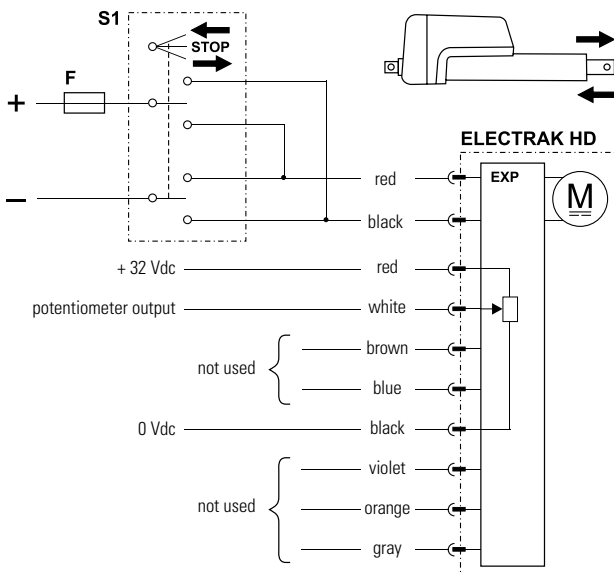 S1
STOP
F
+
−
ELECTRAK HD
EXP
M
red
black
+ 32 Vdc red
potentiometer output white
brown
not used
blue
0 Vdc black
violet
not used orange
gray